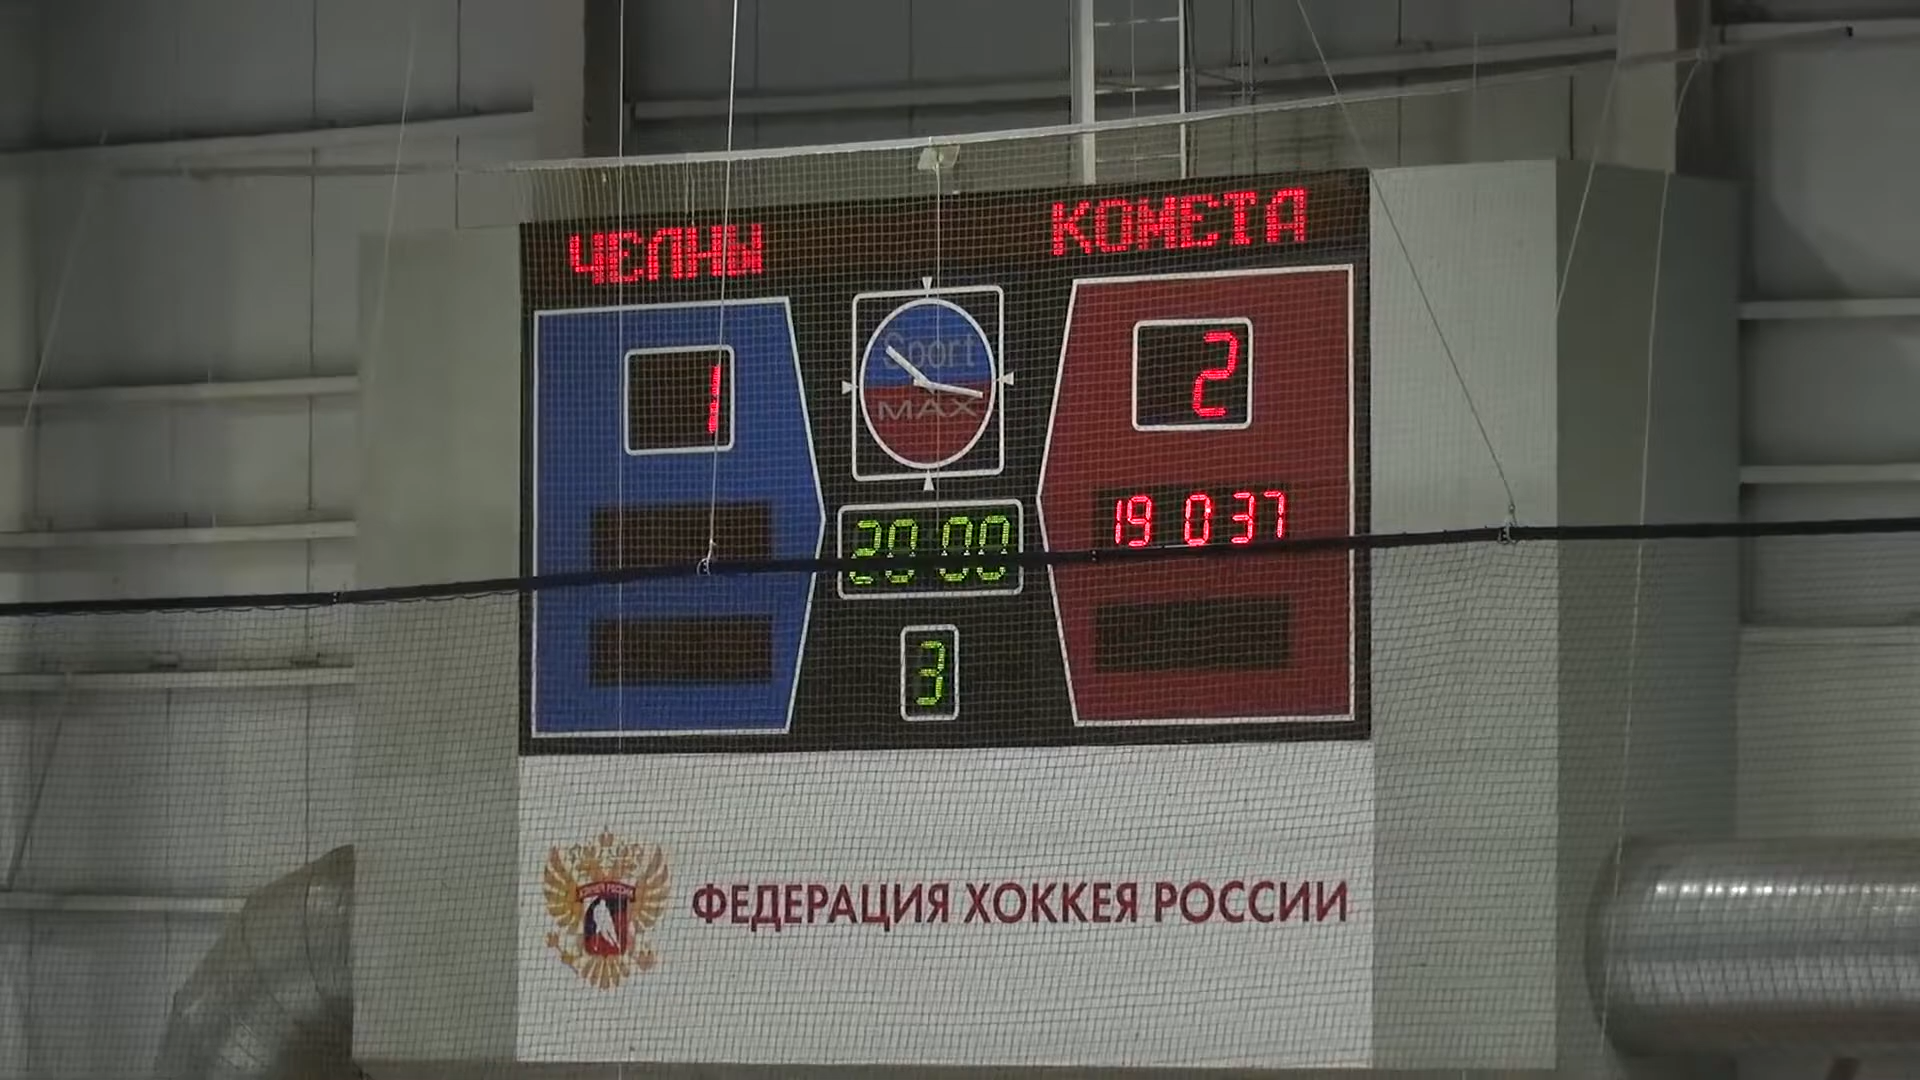 ЧЕЛНЫ
КОМЕТА
Sport
MAX
1
2
19 0 37
20 00
3
ФЕДЕРАЦИЯ ХОККЕЯ РОССИИ